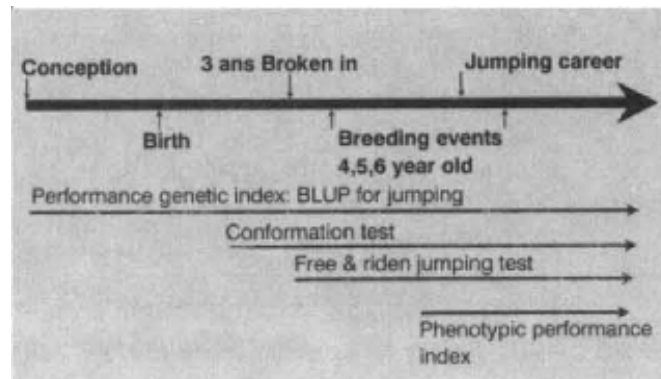 Conception
3 ans Broken in
Jumping career
Birth
Breeding events
4,5,6 year old
Performance genetic index: BLUP for jumping
Conformation test
Free & riden jumping test
Phenotypic performance
index